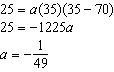 25 = a(35)(35 − 70)
25 = −1225a
a = −1/49